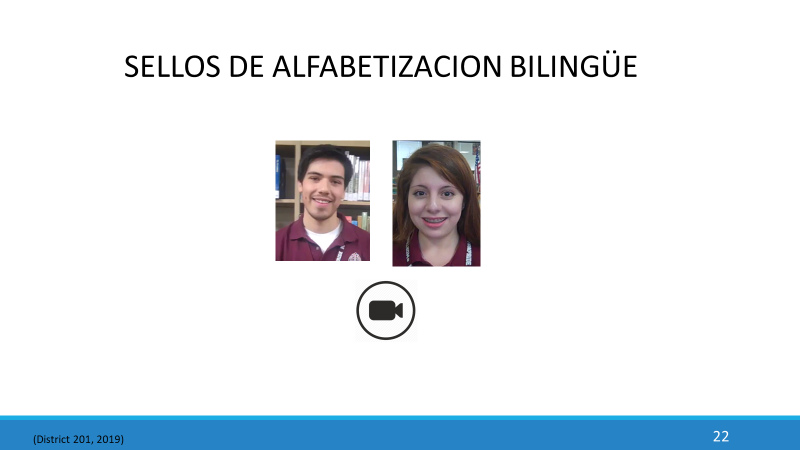 SELLOS DE ALFABETIZACION BILINGÜE
(District 201, 2019)
22